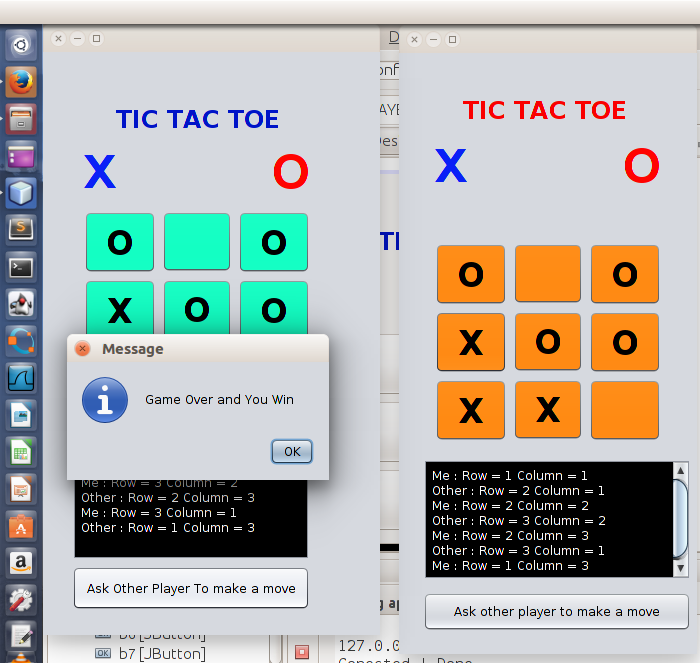 TIC TAC TOE
X O
O O
X O O
Message
Game Over and You Win
OK
Me : Row = 3 Column = 2
Other : Row = 2 Column = 3
Me : Row = 3 Column = 1
Other : Row = 1 Column = 3
Ask Other Player To make a move
b7 [JButton]
TIC TAC TOE
X O
O O
X O O
X X
Me : Row = 1 Column = 1
Other : Row = 2 Column = 1
Me : Row = 2 Column = 2
Other : Row = 3 Column = 2
Me : Row = 2 Column = 3
Other : Row = 3 Column = 1
Me : Row = 1 Column = 3
Ask other player to make a move
127.0.0